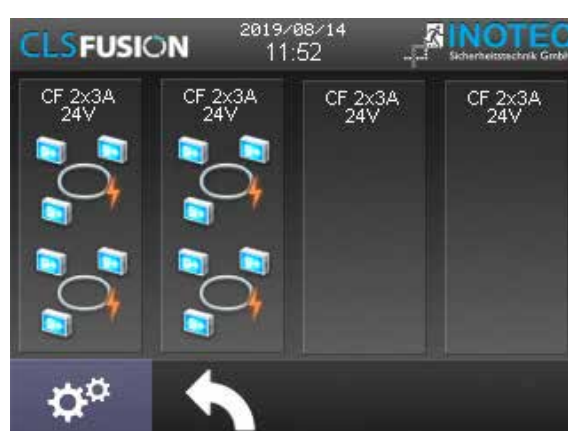 CLSFUSION
2019/08/14
11:52
INOTEC
Sicherheitstechnik GmbH
CF 2x3A
24V
CF 2x3A
24V
CF 2x3A
24V
CF 2x3A
24V